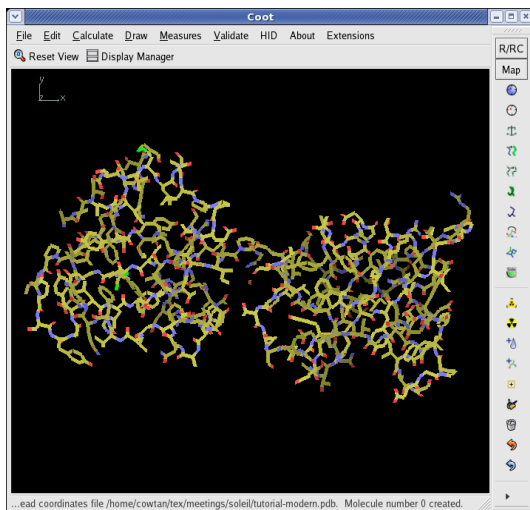 Coot
File Edit Calculate Draw Measures Validate HID About Extensions
Reset View Display Manager
R/RC
Map
y
z x
...ead coordinates file /home/cowtan/tex/meetings/soleil/tutorial-modern.pdb. Molecule number 0 created.